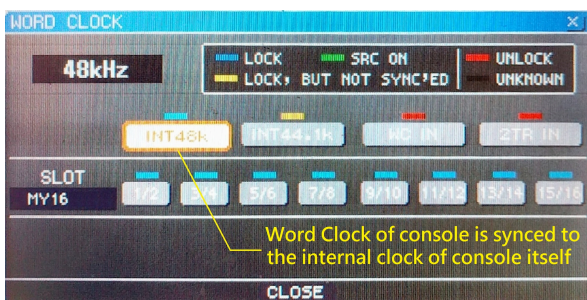 WORD CLOCK
×
48kHz
LOCK SRC ON UNLOCK
LOCK, BUT NOT SYNC'ED UNKNOWN
INT48k INT44.1k WC IN 2TR IN
SLOT
MY16 1/2 3/4 5/6 7/8 9/10 11/12 13/14 15/16
Word Clock of console is synced to
the internal clock of console itself
CLOSE